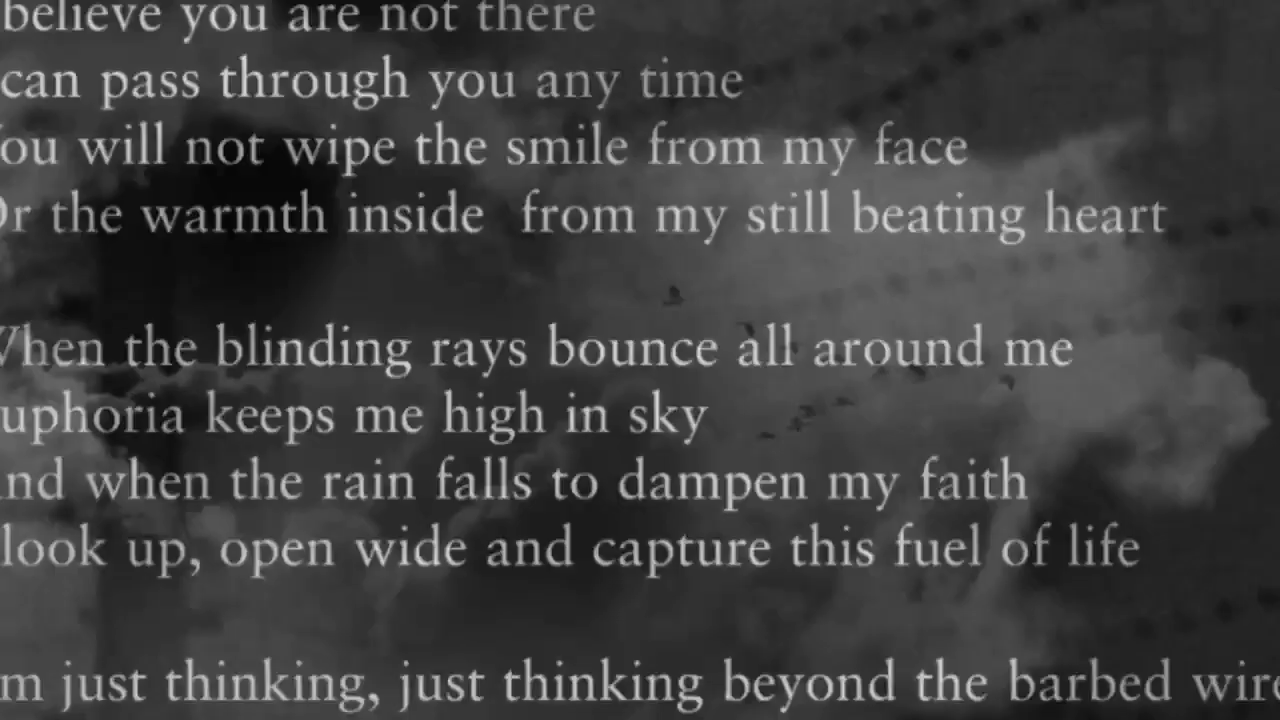 believe you are not there
can pass through you any time
ou will not wipe the smile from my face
Or the warmth inside from my still beating heart
When the blinding rays bounce all around me
uphoria keeps me high in sky
nd when the rain falls to dampen my faith
look up, open wide and capture this fuel of life
m just thinking, just thinking beyond the barbed wire